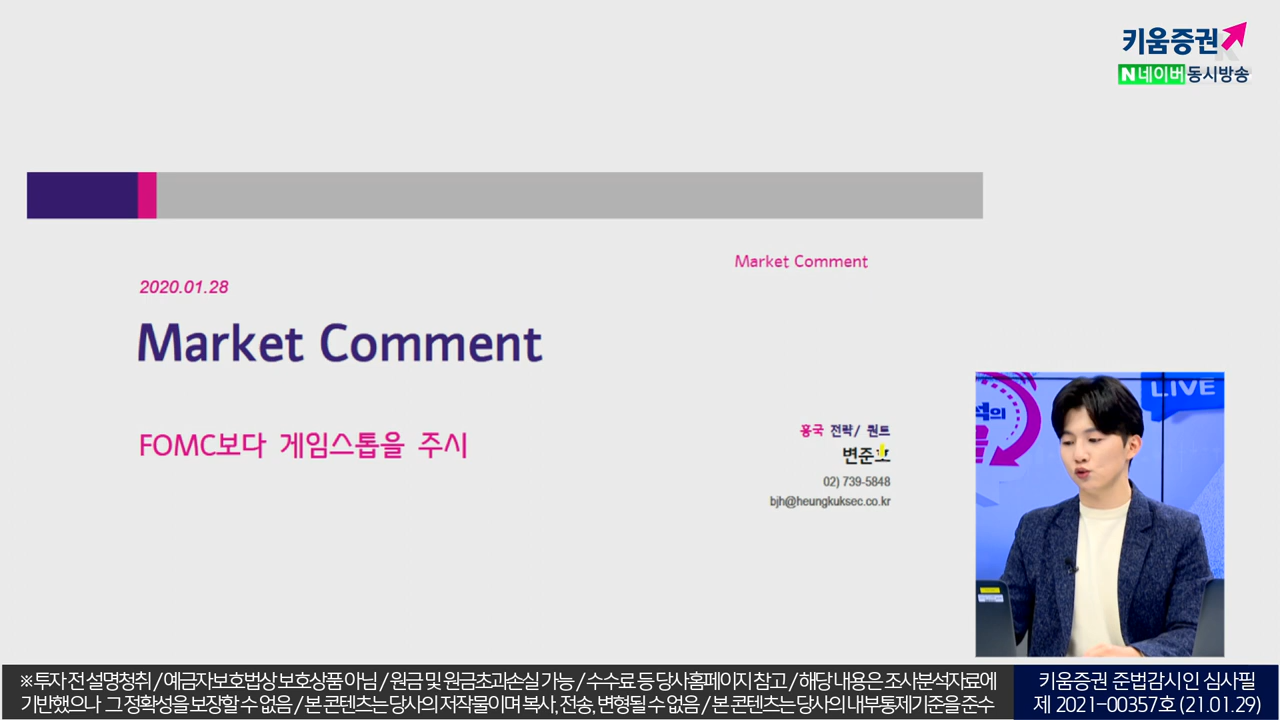 키움증권
N 네이버 동시방송
Market Comment
2020.01.28
Market Comment
FOMC보다 게임스톱을 주시
흥국 전략/ 퀀트
변준호
02) 739-5848
bjh@heungkuksec.co.kr
석의
LIVE
※투자 전 설명청취 / 예금자보호법상 보호상품 아님 / 원금 및 원금초과손실 가능 / 수수료 등 당사홈페이지 참고 / 해당 내용은 조사분석자료에
기반했으나 그 정확성을 보장할 수 없음 / 본 콘텐츠는 당사의 저작물이며 복사, 전송, 변형될 수 없음 / 본 콘텐츠는 당사의 내부통제기준을 준수
키움증권 준법감시인 심사필
제 2021-00357호 (21.01.29)